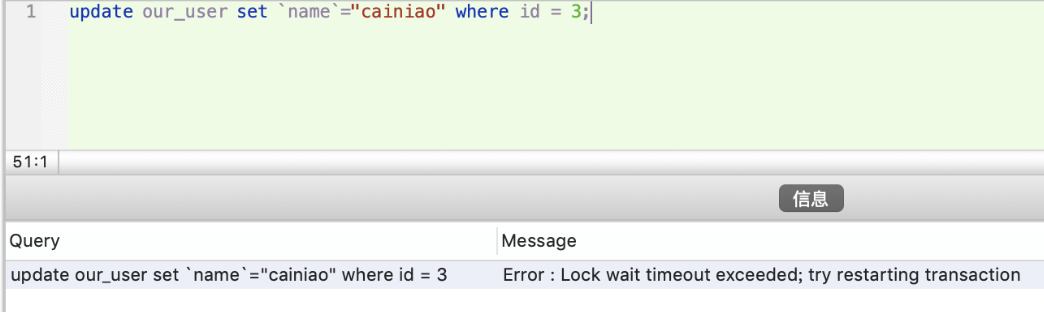 1 update our_user set `name`="cainiao" where id = 3;
51:1
信息
Query Message
update our_user set `name`="cainiao" where id = 3 Error : Lock wait timeout exceeded; try restarting transaction